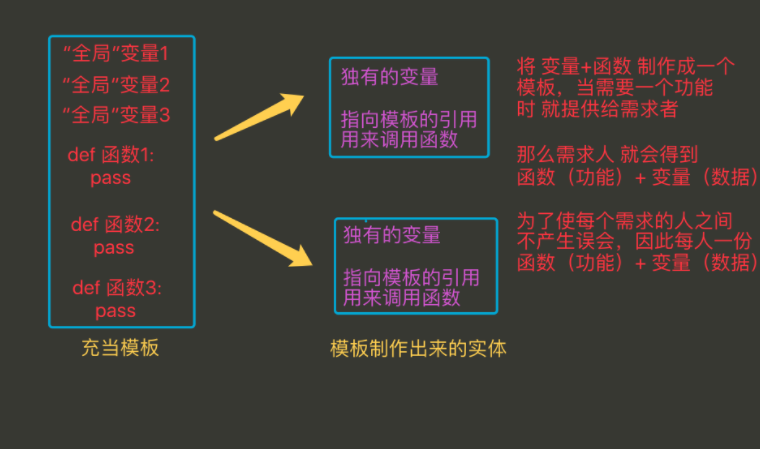 “全局”变量1
“全局”变量2
“全局”变量3
def 函数1:
pass
def 函数2:
pass
def 函数3:
pass
充当模板
独有的变量
指向模板的引用
用来调用函数
独有的变量
指向模板的引用
用来调用函数
模板制作出来的实体
将 变量+函数 制作成一个
模板，当需要一个功能
时 就提供给需求者
那么需求人 就会得到
函数（功能）+ 变量（数据）
为了使每个需求的人之间
不产生误会，因此每人一份
函数（功能）+ 变量（数据）